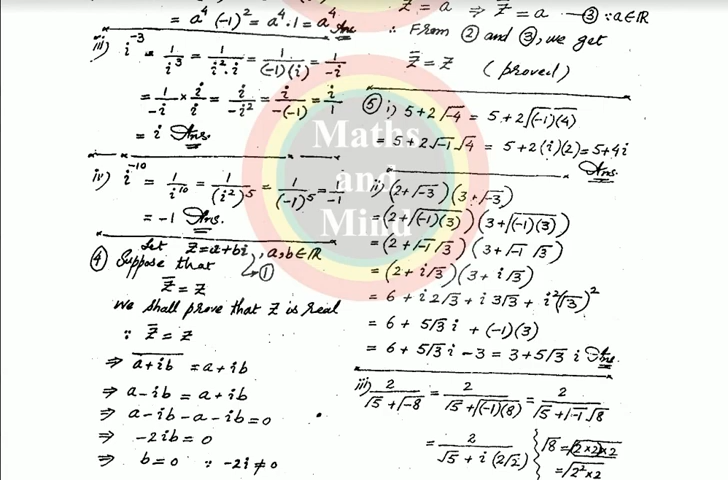 = a⁴(-1)² = a⁴.1 = a⁴ Ans
iii) i⁻³ = 1/i³ = 1/i².i = 1/(-1)(i) = 1/-i
= 1/-i × i/i = i/-i² = i/-(-1) = i/1
= i Ans.
iv) i⁻¹⁰ = 1/i¹⁰ = 1/(i²)⁵ = 1/(-1)⁵ = 1/-1
= -1 Ans.
Let z = a+bi, a,b∈ℝ
④ Suppose that ①
z̄ = z
We shall prove that z is real
∵ z̄ = z
⇒ \overline{a+ib} = a+ib
⇒ a-ib = a+ib
⇒ a-ib-a-ib=0
⇒ -2ib = 0
⇒ b=0 ∵ -2i≠0
z = a ⇒ z̄ = a —③ ∵a∈ℝ
∴ From ② and ③, we get
z̄ = z (proved)
⑤ i) 5+2√-4 = 5+2√(-1)(4)
= 5+2√-1√4 = 5+2(i)(2)=5+4i
Ans
ii) (2+√-3)(3+√-3)
=(2+√(-1)(3))(3+√(-1)(3))
=(2+√-1√3)(3+√-1√3)
=(2+i√3)(3+i√3)
= 6+i2√3+i3√3+i²(√3)²
= 6+5√3i+(-1)(3)
= 6+5√3i-3=3+5√3i Ans
iii) 2/√5+√-8 = 2/√5+√(-1)(8) = 2/√5+√-1√8
= 2/√5+i(2√2) { √8=√(2×2)×2
=√2²×2
Maths
and
Mind